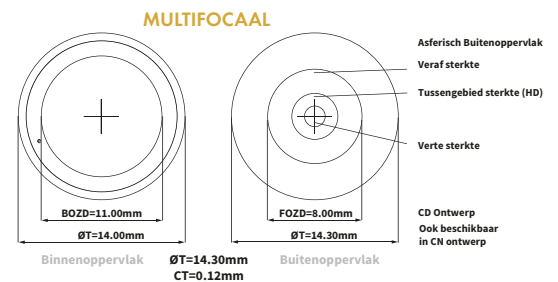 MULTIFOCAAL
Asferisch Buitenoppervlak
Veraf sterkte
Tussengebied sterkte (HD)
Verte sterkte
BOZD=11.00mm
FOZD=8.00mm
CD Ontwerp
ØT=14.00mm
ØT=14.30mm
Ook beschikbaar
in CN ontwerp
Binnenoppervlak
ØT=14.30mm
Buitenoppervlak
CT=0.12mm